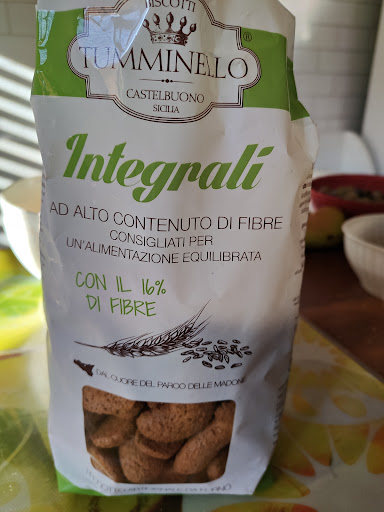 BISCOTTI
TUMMINELLO
®
CASTELBUONO
SICILIA
Integrali
AD ALTO CONTENUTO DI FIBRE
CONSIGLIATI PER
UN'ALIMENTAZIONE EQUILIBRATA
CON IL 16%
DI FIBRE
DAL CUORE DEL PARCO DELLE MADONIE